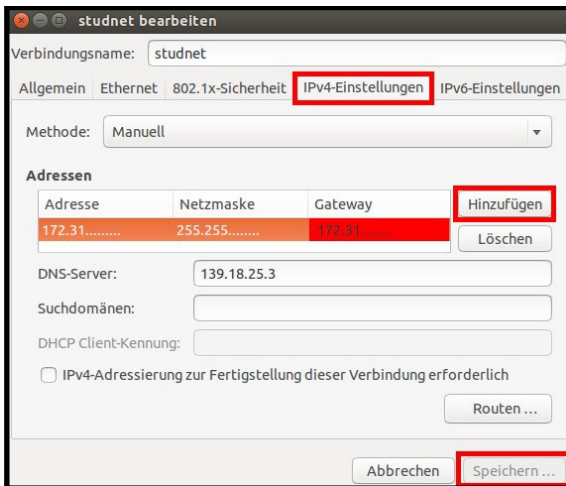 studnet bearbeiten
Verbindungsname: studnet
Allgemein Ethernet 802.1x-Sicherheit IPv4-Einstellungen IPv6-Einstellungen
Methode: Manuell
Adressen
Adresse Netzmaske Gateway Hinzufügen
172.31......... 255.255........ 172.31.........
Löschen
DNS-Server: 139.18.25.3
Suchdomänen:
DHCP Client-Kennung:
IPv4-Adressierung zur Fertigstellung dieser Verbindung erforderlich
Routen ...
Abbrechen Speichern ...